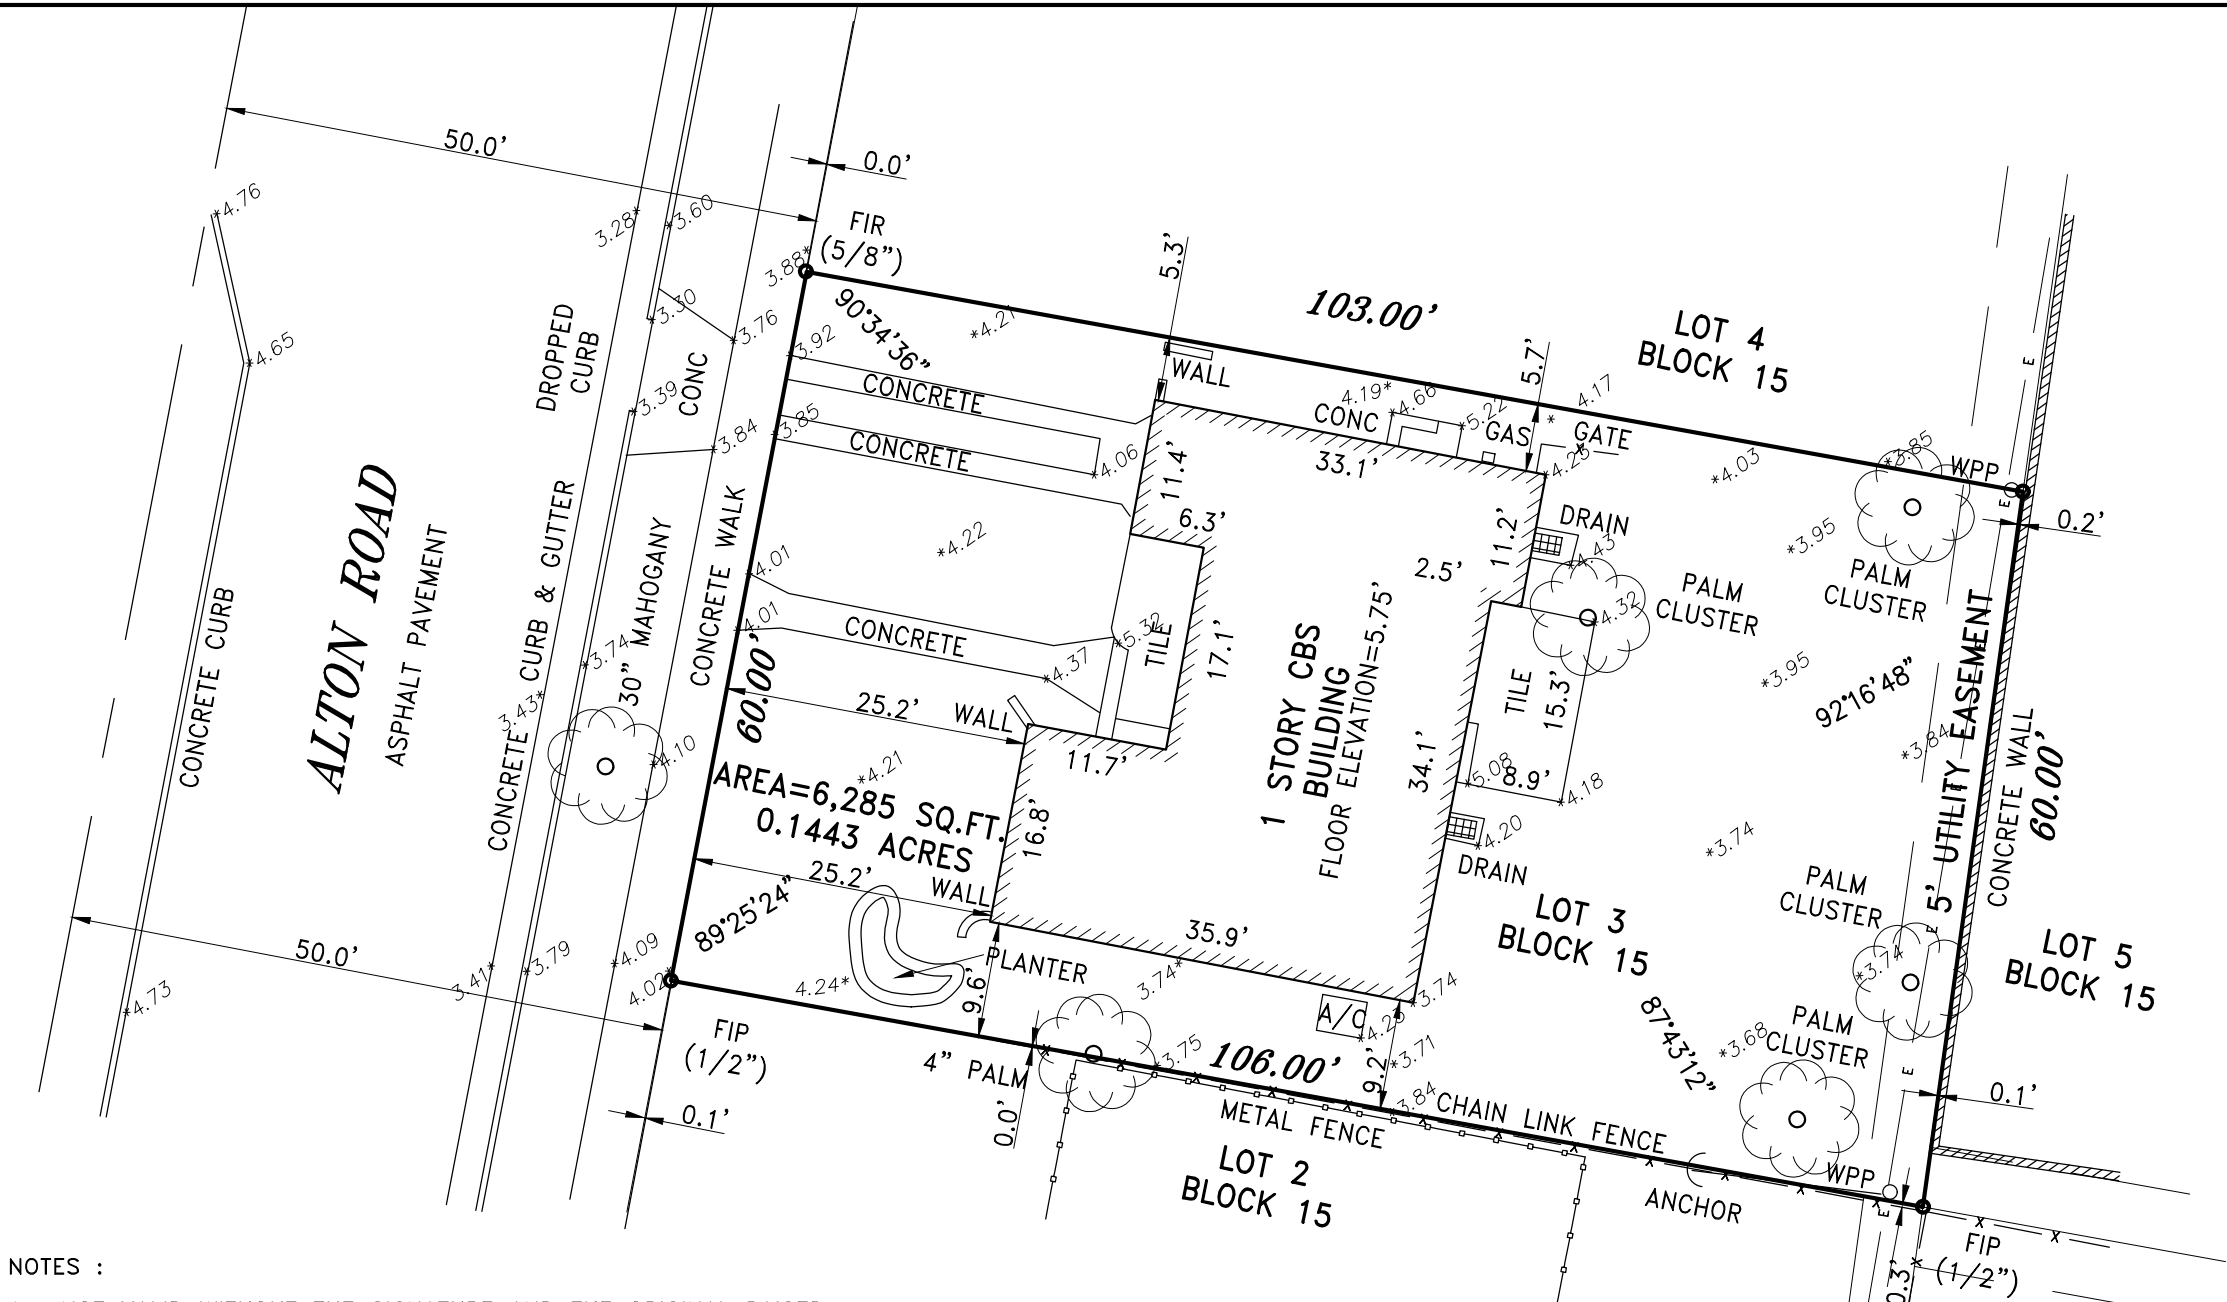 50.0’
0.0’
*4.76
3.28*
*3.60
FIR
(5/8”)
3.88*
5.3’
103.00’
LOT 4
BLOCK 15
*3.30
*3.76
*4.65
DROPPED
CURB
CONC
*3.92
90°34’36”
*4.21
WALL
5.7’
4.17
*
CONCRETE
4.19*
*4.66
*5.22
CONC
GAS
GATE
*3.39
*3.84
*3.85
CONCRETE
*4.06
11.4’
33.1’
*4.03
*3.85
WPP
E
E
0.2’
ALTON ROAD
ASPHALT PAVEMENT
CONCRETE CURB
CONCRETE CURB & GUTTER
30” MAHOGANY
CONCRETE WALK
6.3’
11.2’
DRAIN
*4.43
*3.95
PALM
CLUSTER
PALM
CLUSTER
*4.22
2.5’
*4.32
*4.01
*4.01
CONCRETE
*5.32
TILE
17.1’
*4.37
1 STORY CBS
BUILDING
FLOOR ELEVATION=5.75’
TILE
15.3’
*3.95
92°16’48”
5’ UTILITY EASEMENT
CONCRETE WALL
60.00’
*3.74
3.43*
60.00’
25.2’
WALL
11.7’
*4.10
*4.21
34.1’
*5.08
8.9’
*4.18
*3.84
AREA=6,285 SQ.FT.
0.1443 ACRES
16.8’
*4.20
DRAIN
*3.74
25.2’
WALL
89°25’24”
PALM
CLUSTER
E
LOT 3
BLOCK 15
LOT 5
BLOCK 15
35.9’
50.0’
3.41*
*3.79
*4.09
4.02*
*4.73
4.24*
PLANTER
9.6’
3.74*
*3.74
A/C
*3.71
9.2’
*3.74
87°43’12”
*3.68
PALM
CLUSTER
E
FIP
(1/2”)
0.1’
4” PALM
0.0’
*3.75
106.00’
*3.84
METAL FENCE
CHAIN LINK FENCE
0.1’
LOT 2
BLOCK 15
ANCHOR
WPP
E
FIP
(1/2”)
0.3’
NOTES :